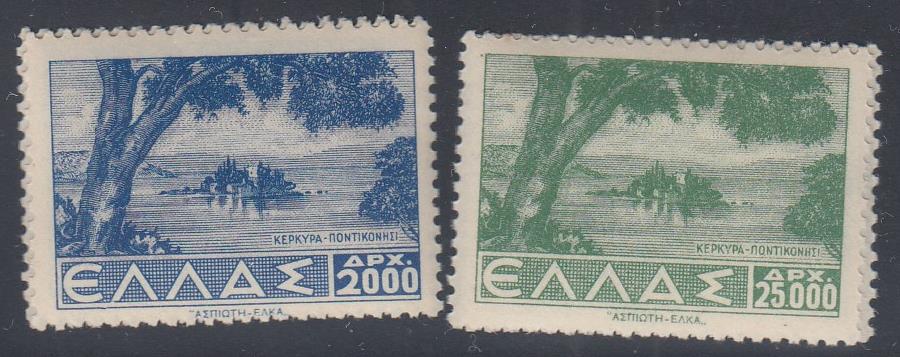 ΚΕΡΚΥΡΑ-ΠΟΝΤΙΚΟΝΗΣΙ
ΕΛΛΑΣ ΔΡΧ. 2000
"ΑΣΠΙΩΤΗ-ΕΛΚΑ„
ΚΕΡΚΥΡΑ-ΠΟΝΤΙΚΟΝΗΣΙ
ΕΛΛΑΣ ΔΡΧ. 25.000
"ΑΣΠΙΩΤΗ-ΕΛΚΑ„